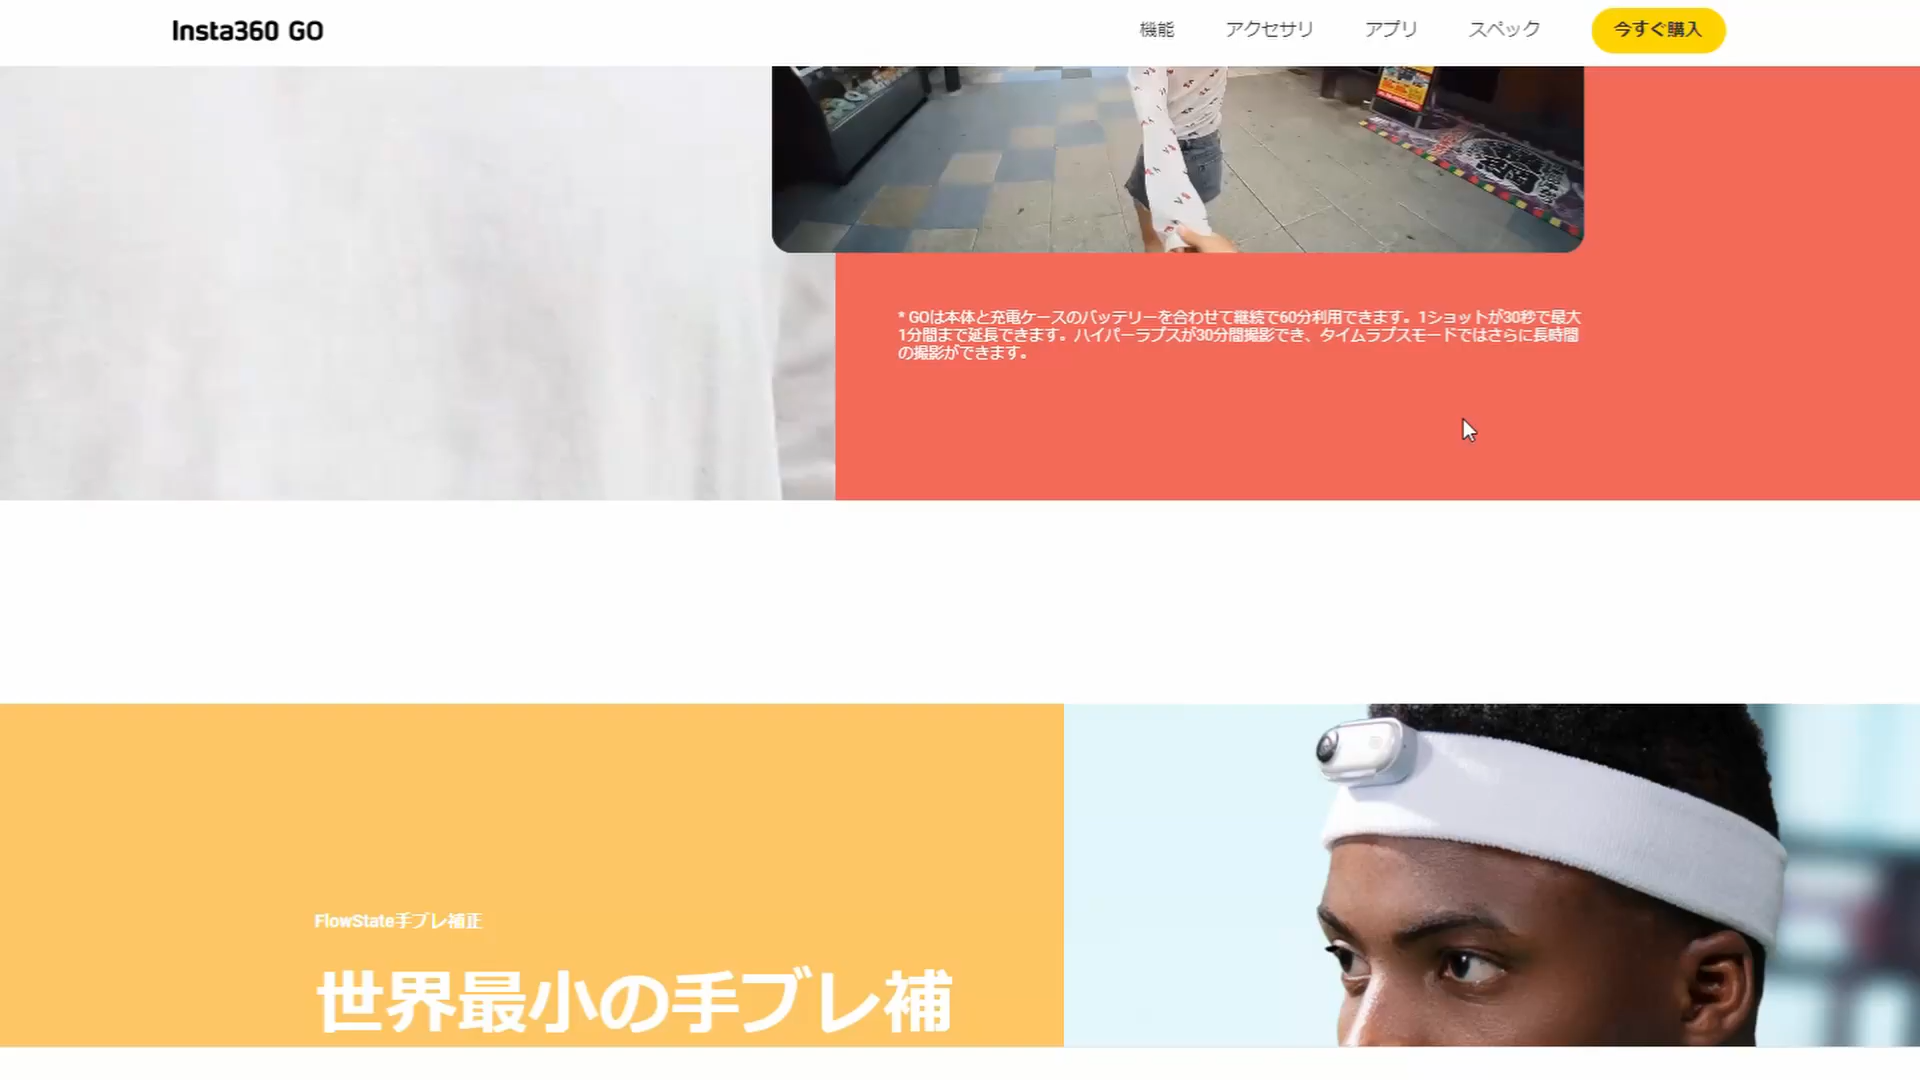 Insta360 GO
機能 アクセサリ アプリ スペック 今すぐ購入
* GOは本体と充電ケースのバッテリーを合わせて継続で60分利用できます。1ショットが30秒で最大
1分間まで延長できます。ハイパーラプスが30分間撮影でき、タイムラプスモードではさらに長時間
の撮影ができます。
FlowState手ブレ補正
世界最小の手ブレ補